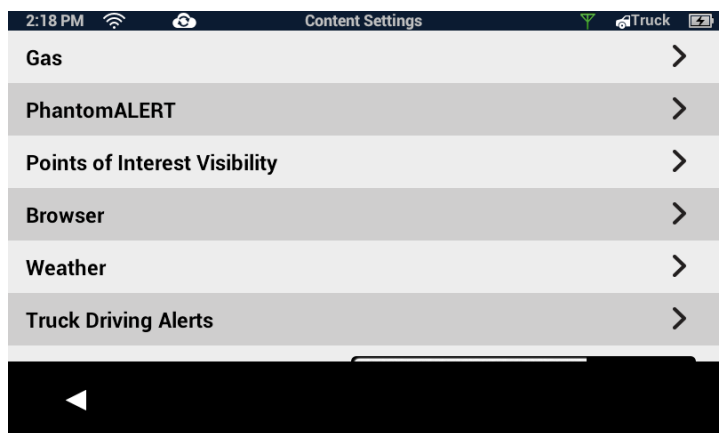 2:18 PM Content Settings Truck
Gas
PhantomALERT
Points of Interest Visibility
Browser
Weather
Truck Driving Alerts